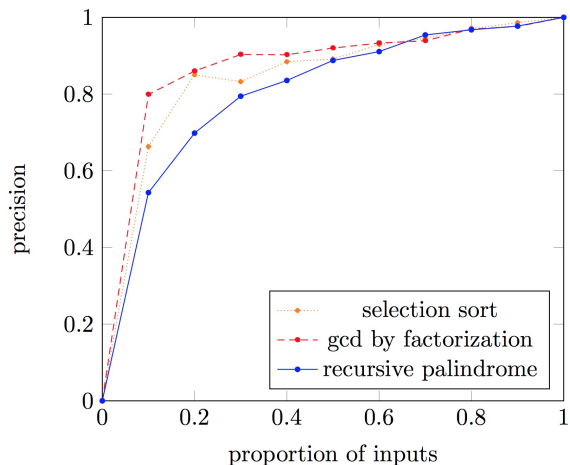 1
0.8
0.6
0.4
0.2
0
precision
selection sort
gcd by factorization
recursive palindrome
0 0.2 0.4 0.6 0.8 1
proportion of inputs